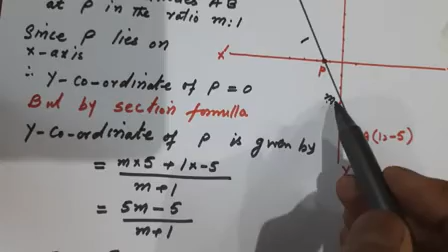 at P in the ratio m:1
Since P lies on
x-axis
∴ Y-Co-ordinate of P = 0
But by section formula
Y-Co-ordinate of P is given by
= m×5 + 1×-5
m+1
= 5m - 5
m+1
X'
P
m
(1,-5)